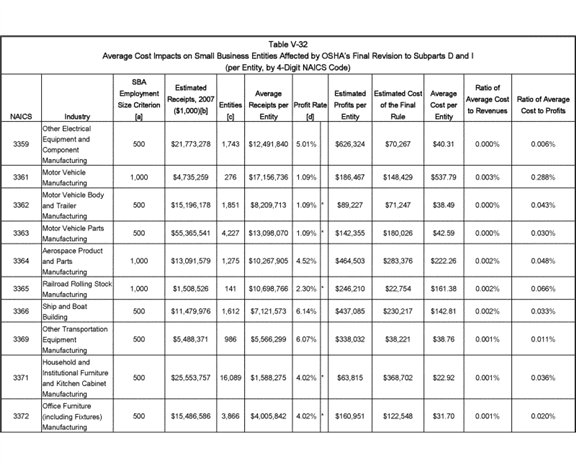 Table V-32
Average Cost Impacts on Small Business Entities Affected by OSHA's Final Revision to Subparts D and I
(per Entity, by 4-Digit NAICS Code)
NAICS Industry SBA Employment Size Criterion [a] Estimated Receipts, 2007 ($1,000)[b] Entities [c] Average Receipts per Entity Profit Rate [d] Estimated Profits per Entity Estimated Cost of the Final Rule Average Cost per Entity Ratio of Average Cost to Revenues Ratio of Average Cost to Profits
3359 Other Electrical Equipment and Component Manufacturing 500 $21,773,278 1,743 $12,491,840 5.01% $626,324 $70,267 $40.31 0.000% 0.006%
3361 Motor Vehicle Manufacturing 1,000 $4,735,259 276 $17,156,736 1.09% * $186,467 $148,429 $537.79 0.003% 0.288%
3362 Motor Vehicle Body and Trailer Manufacturing 500 $15,196,178 1,851 $8,209,713 1.09% * $89,227 $71,247 $38.49 0.000% 0.043%
3363 Motor Vehicle Parts Manufacturing 500 $55,365,541 4,227 $13,098,070 1.09% * $142,355 $180,026 $42.59 0.000% 0.030%
3364 Aerospace Product and Parts Manufacturing 1,000 $13,091,579 1,275 $10,267,905 4.52% $464,503 $283,376 $222.26 0.002% 0.048%
3365 Railroad Rolling Stock Manufacturing 1,000 $1,508,526 141 $10,698,766 2.30% * $246,210 $22,754 $161.38 0.002% 0.066%
3366 Ship and Boat Building 500 $11,479,976 1,612 $7,121,573 6.14% $437,085 $230,217 $142.81 0.002% 0.033%
3369 Other Transportation Equipment Manufacturing 500 $5,488,371 986 $5,566,299 6.07% $338,032 $38,221 $38.76 0.001% 0.011%
3371 Household and Institutional Furniture and Kitchen Cabinet Manufacturing 500 $25,553,757 16,089 $1,588,275 4.02% * $63,815 $368,702 $22.92 0.001% 0.036%
3372 Office Furniture (including Fixtures) Manufacturing 500 $15,486,586 3,866 $4,005,842 4.02% * $160,951 $122,548 $31.70 0.001% 0.020%